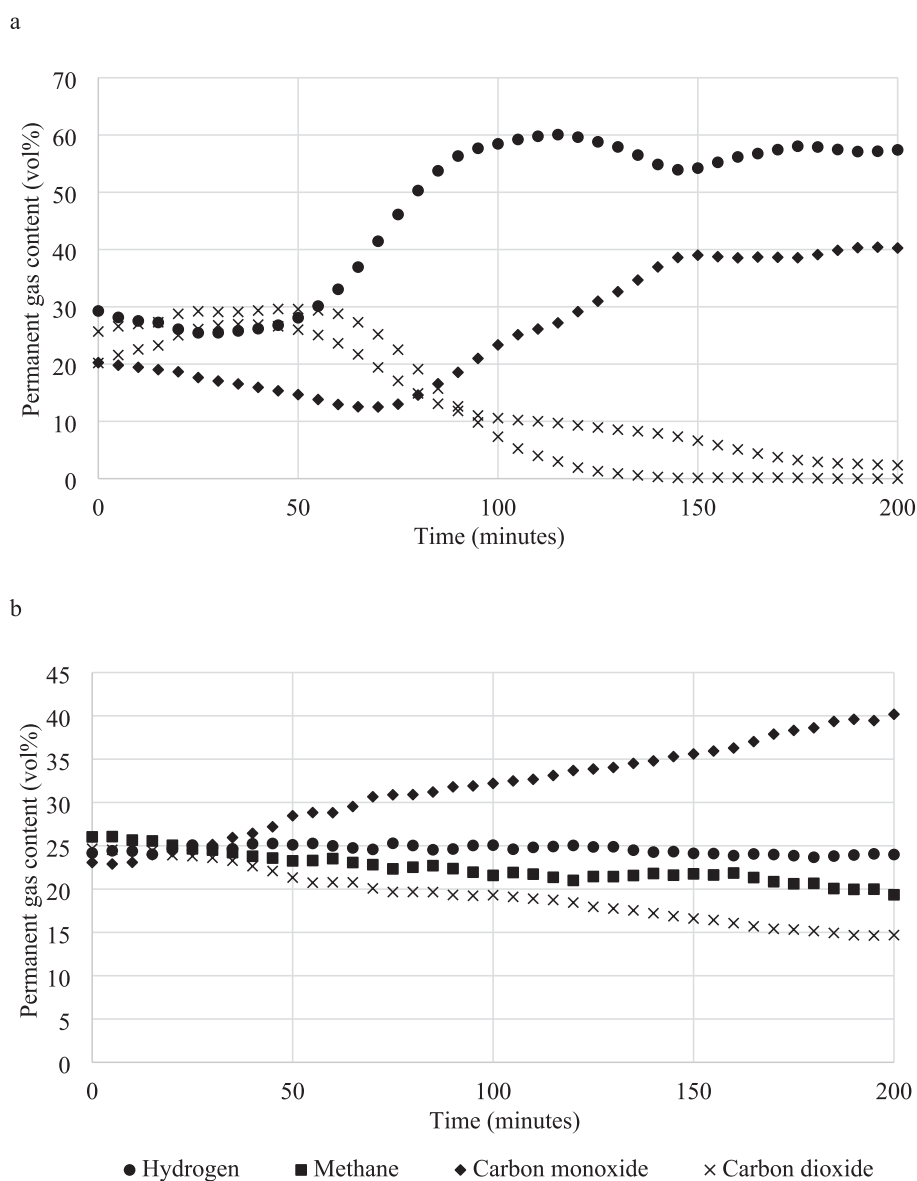 a
70
60
50
40
30
20
10
0
Permanent gas content (vol%)
0 50 100 150 200
Time (minutes)
b
45
40
35
30
25
20
15
10
5
0
Permanent gas content (vol%)
0 50 100 150 200
Time (minutes)
Hydrogen Methane Carbon monoxide Carbon dioxide